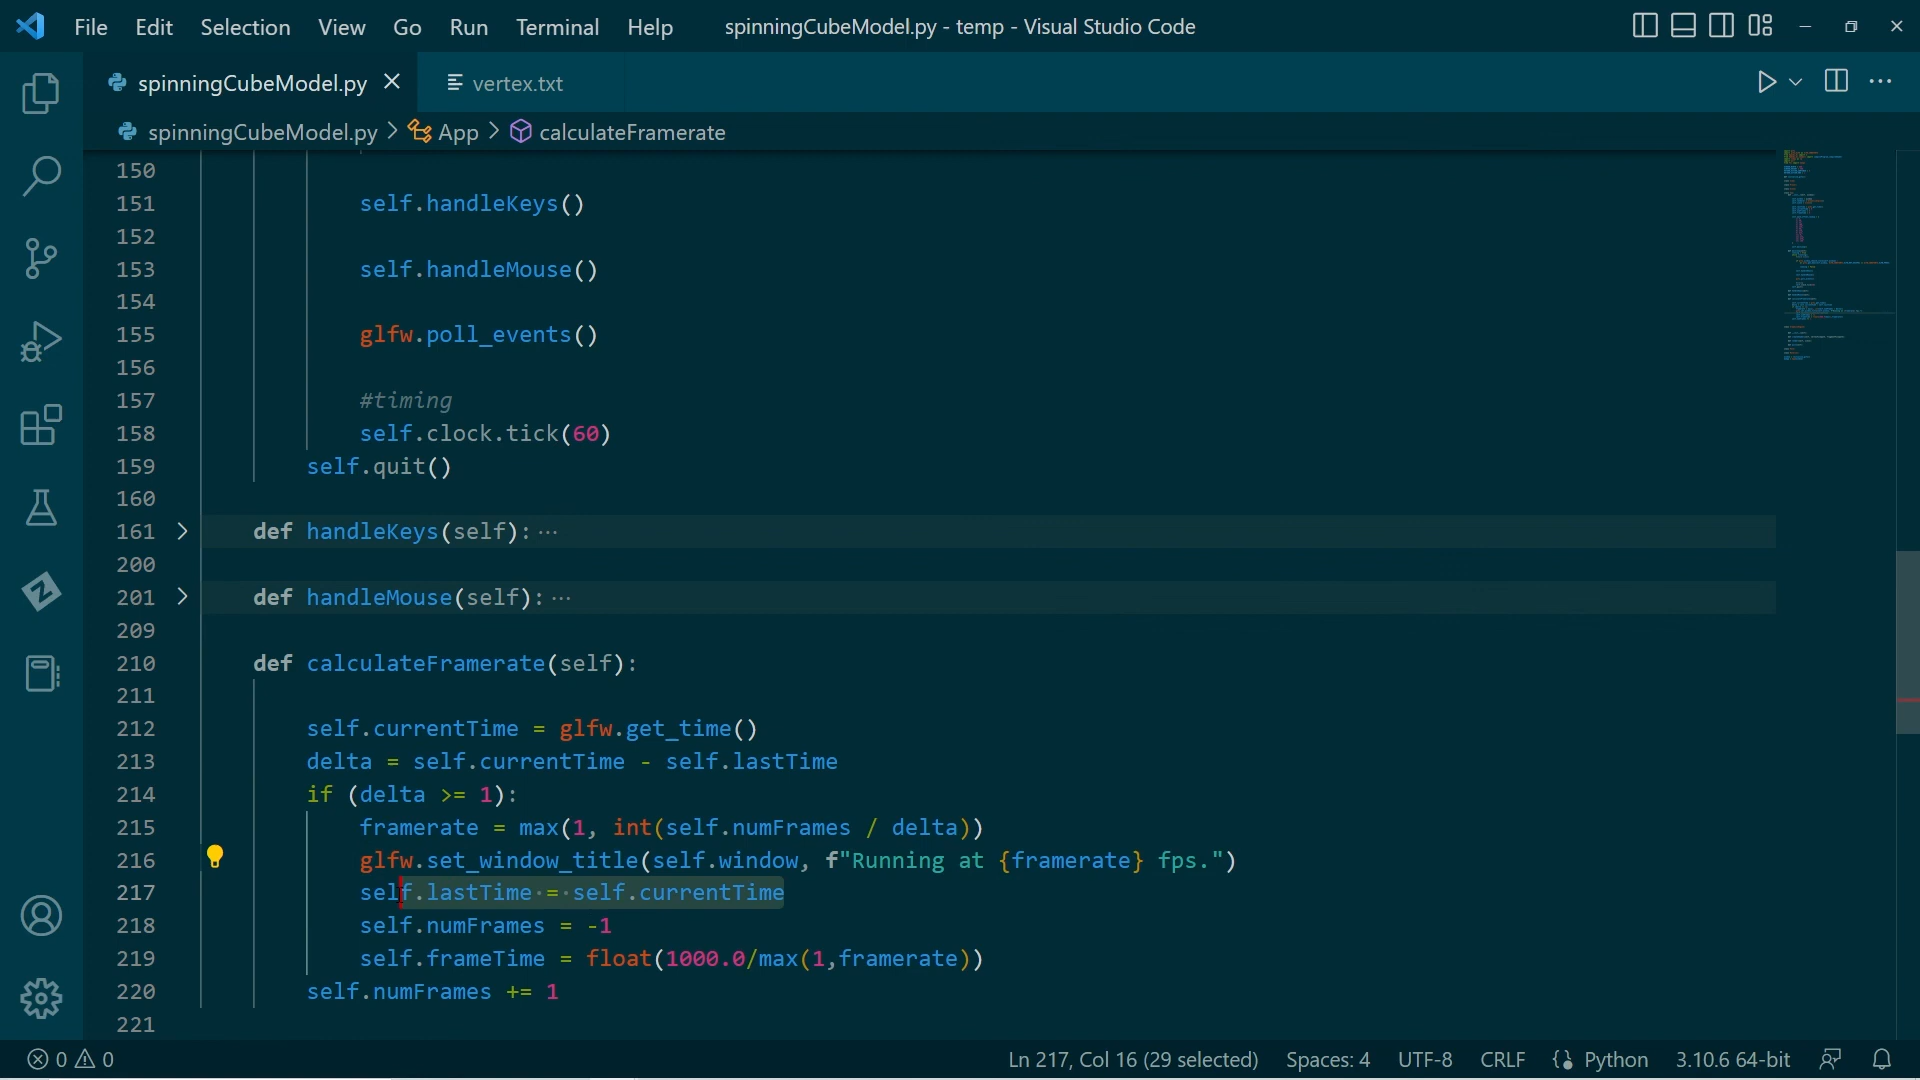 File Edit Selection View Go Run Terminal Help spinningCubeModel.py - temp - Visual Studio Code
spinningCubeModel.py vertex.txt
spinningCubeModel.py > App > calculateFramerate
150
151 self.handleKeys()
152
153 self.handleMouse()
154
155 glfw.poll_events()
156
157 #timing
158 self.clock.tick(60)
159 self.quit()
160
161 def handleKeys(self):···
200
201 def handleMouse(self):···
209
210 def calculateFramerate(self):
211
212 self.currentTime = glfw.get_time()
213 delta = self.currentTime - self.lastTime
214 if (delta >= 1):
215 framerate = max(1, int(self.numFrames / delta))
216 glfw.set_window_title(self.window, f"Running at {framerate} fps.")
217 self.lastTime = self.currentTime
218 self.numFrames = -1
219 self.frameTime = float(1000.0/max(1,framerate))
220 self.numFrames += 1
221
0 0 Ln 217, Col 16 (29 selected) Spaces: 4 UTF-8 CRLF Python 3.10.6 64-bit